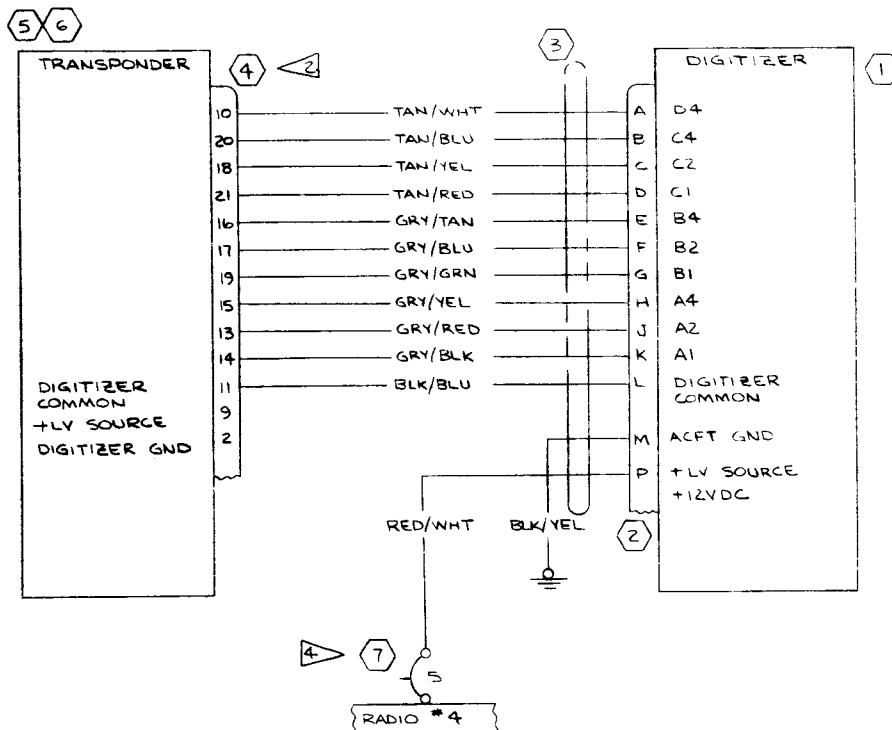 5 6
TRANSPONDER
4 2
3
DIGITIZER
1
10 TAN/WHT A D4
20 TAN/BLU B C4
18 TAN/YEL C C2
21 TAN/RED D C1
16 GRY/TAN E B4
17 GRY/BLU F B2
19 GRY/GRN G B1
15 GRY/YEL H A4
13 GRY/RED J A2
14 GRY/BLK K A1
DIGITIZER COMMON 11 BLK/BLU L DIGITIZER COMMON
+LV SOURCE 9
DIGITIZER GND 2
M ACFT GND
P +LV SOURCE
+12VDC
RED/WHT BLK/YEL
2
4 7
5
RADIO #4